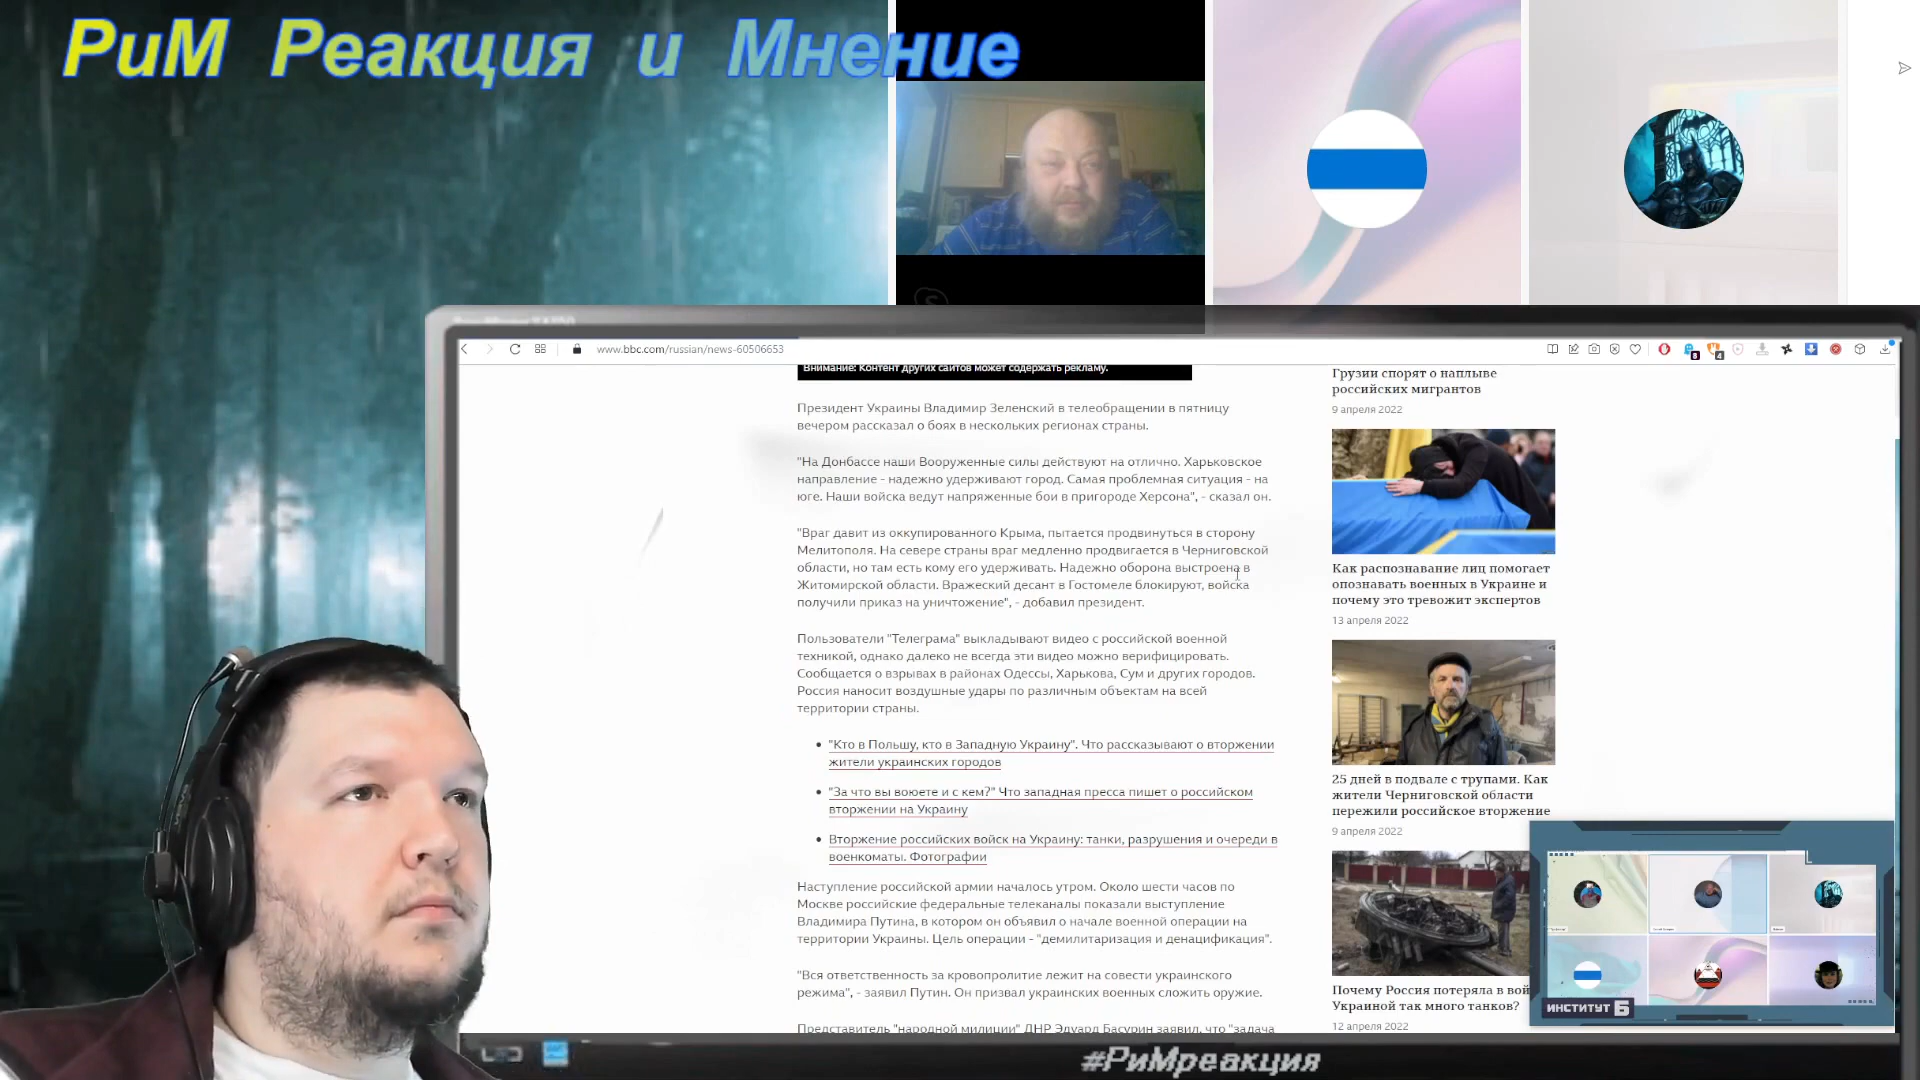 РиМ Реакция и Мнение
www.bbc.com/russian/news-60506653
Внимание: Контент других сайтов может содержать рекламу.
Президент Украины Владимир Зеленский в телеобращении в пятницу
вечером рассказал о боях в нескольких регионах страны.
"На Донбассе наши Вооруженные силы действуют на отлично. Харьковское
направление - надежно удерживают город. Самая проблемная ситуация - на
юге. Наши войска ведут напряженные бои в пригороде Херсона", - сказал он.
"Враг давит из оккупированного Крыма, пытается продвинуться в сторону
Мелитополя. На севере страны враг медленно продвигается в Черниговской
области, но там есть кому его удерживать. Надежно оборона выстроена в
Житомирской области. Вражеский десант в Гостомеле блокируют, войска
получили приказ на уничтожение", - добавил президент.
Пользователи "Телеграма" выкладывают видео с российской военной
техникой, однако далеко не всегда эти видео можно верифицировать.
Сообщается о взрывах в районах Одессы, Харькова, Сум и других городов.
Россия наносит воздушные удары по различным объектам на всей
территории страны.
"Кто в Польшу, кто в Западную Украину". Что рассказывают о вторжении
жители украинских городов
"За что вы воюете и с кем?" Что западная пресса пишет о российском
вторжении на Украину
Вторжение российских войск на Украину: танки, разрушения и очереди в
военкоматы. Фотографии
Наступление российской армии началось утром. Около шести часов по
Москве российские федеральные телеканалы показали выступление
Владимира Путина, в котором он объявил о начале военной операции на
территории Украины. Цель операции - "демилитаризация и денацификация".
"Вся ответственность за кровопролитие лежит на совести украинского
режима", - заявил Путин. Он призвал украинских военных сложить оружие.
Представитель "народной милиции" ДНР Эдуард Басурин заявил, что "задача
Грузии спорят о наплыве
российских мигрантов
9 апреля 2022
Как распознавание лиц помогает
опознавать военных в Украине и
почему это тревожит экспертов
13 апреля 2022
25 дней в подвале с трупами. Как
жители Черниговской области
пережили российское вторжение
9 апреля 2022
Почему Россия потеряла в вой
Украиной так много танков?
12 апреля 2022
ИНСТИТУТ Б
#РиМреакция